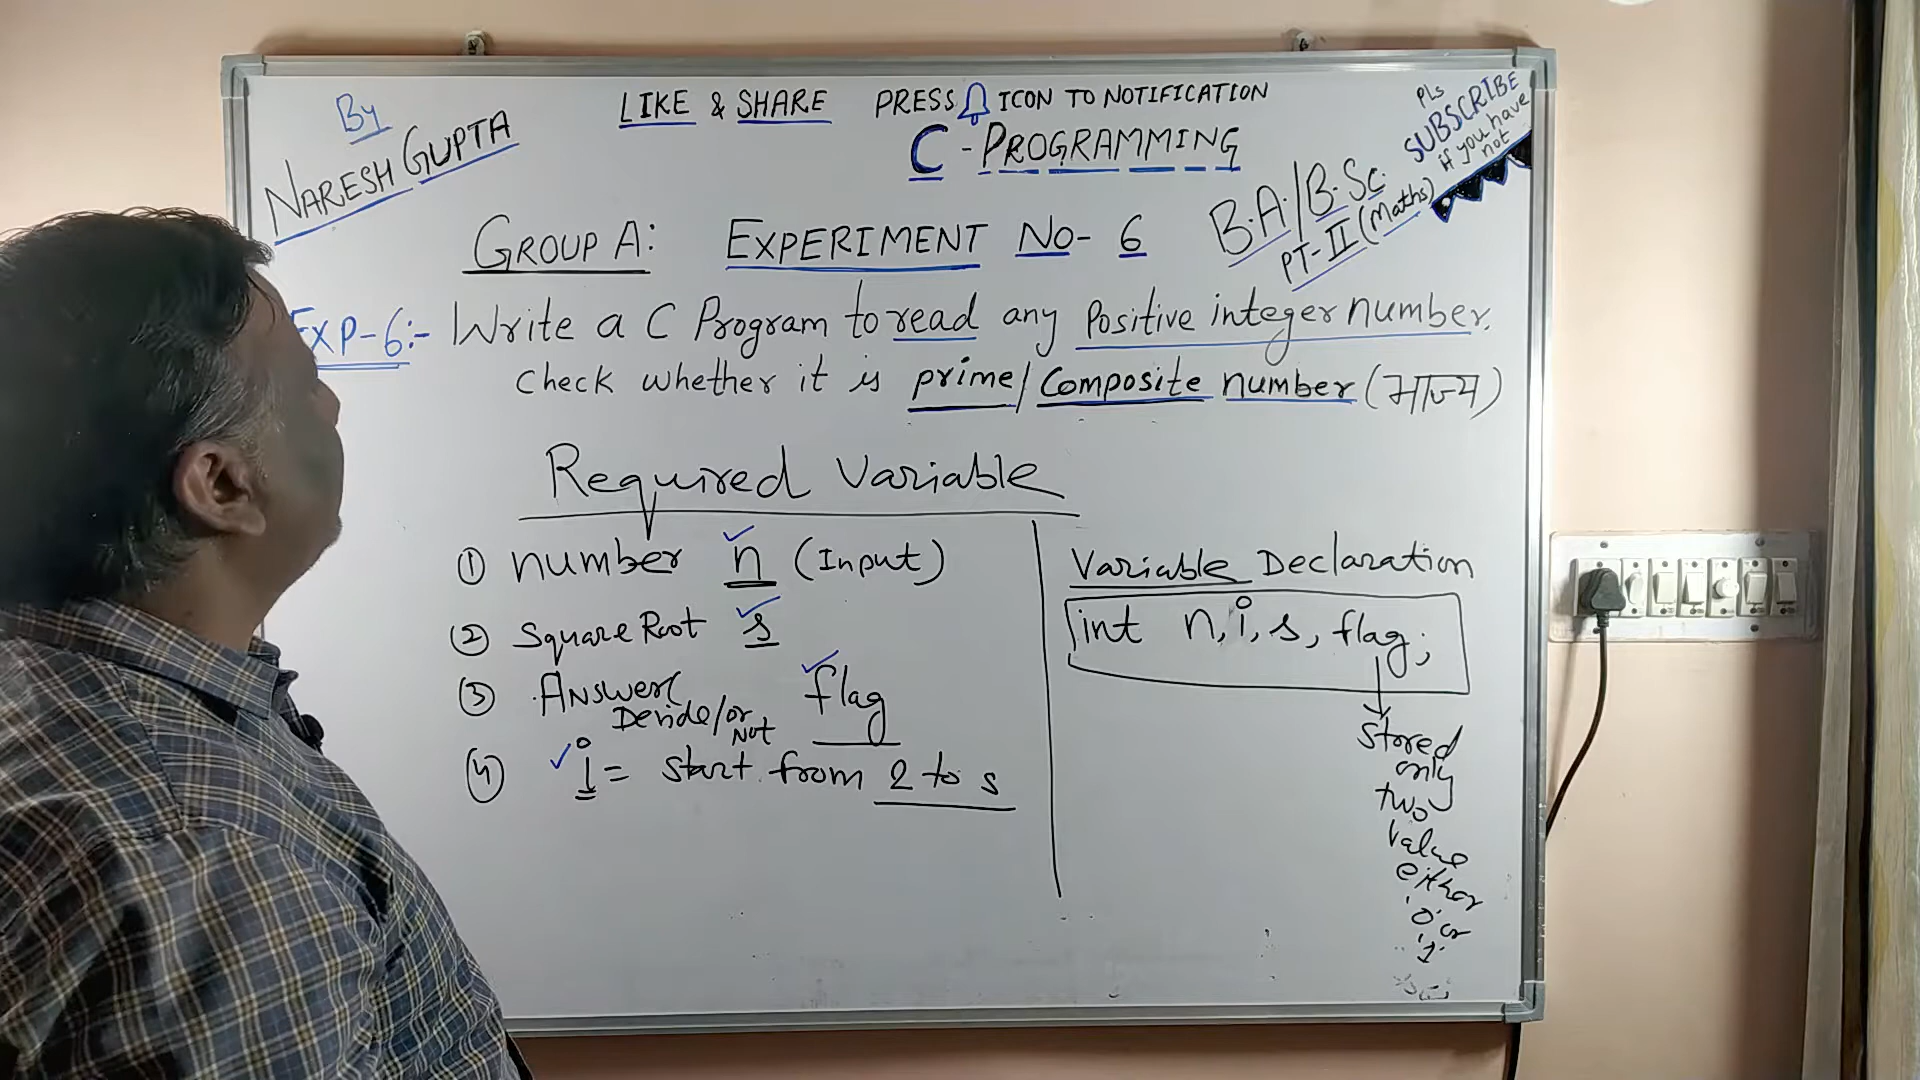 By
NARESH GUPTA
LIKE & SHARE PRESS ICON TO NOTIFICATION
C - PROGRAMMING
PLS
SUBSCRIBE
if you have
not
B.A./B.Sc.
PT-II (Maths)
GROUP A: EXPERIMENT NO- 6
EXP-6:- Write a C Program to read any Positive integer number.
check whether it is prime/Composite number (भाज्य)
Required Variable
① number n (Input)
② Square Root s
③ Answer flag
Devide/or
Not
④ i = start from 2 to s
Variable Declaration
int n, i, s, flag;
stored
only
two
value
either
'0' or
'1'